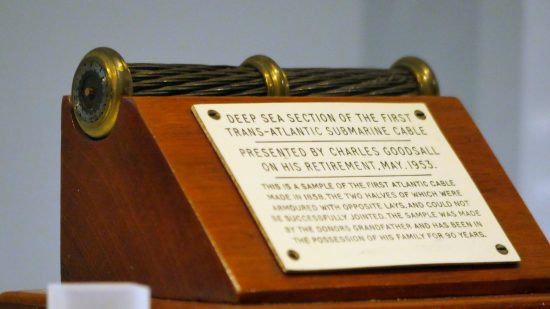 DEEP SEA SECTION OF THE FIRST
TRANS-ATLANTIC SUBMARINE CABLE
PRESENTED BY CHARLES GOODSALL
ON HIS RETIREMENT, MAY, 1953.
THIS IS A SAMPLE OF THE FIRST ATLANTIC CABLE
MADE IN 1858. THE TWO HALVES OF WHICH WERE
ARMOURED WITH OPPOSITE LAYS, AND COULD NOT
BE SUCCESSFULLY JOINTED. THE SAMPLE WAS MADE
BY THE DONORS GRANDFATHER AND HAS BEEN IN
THE POSSESSION OF HIS FAMILY FOR 90 YEARS.